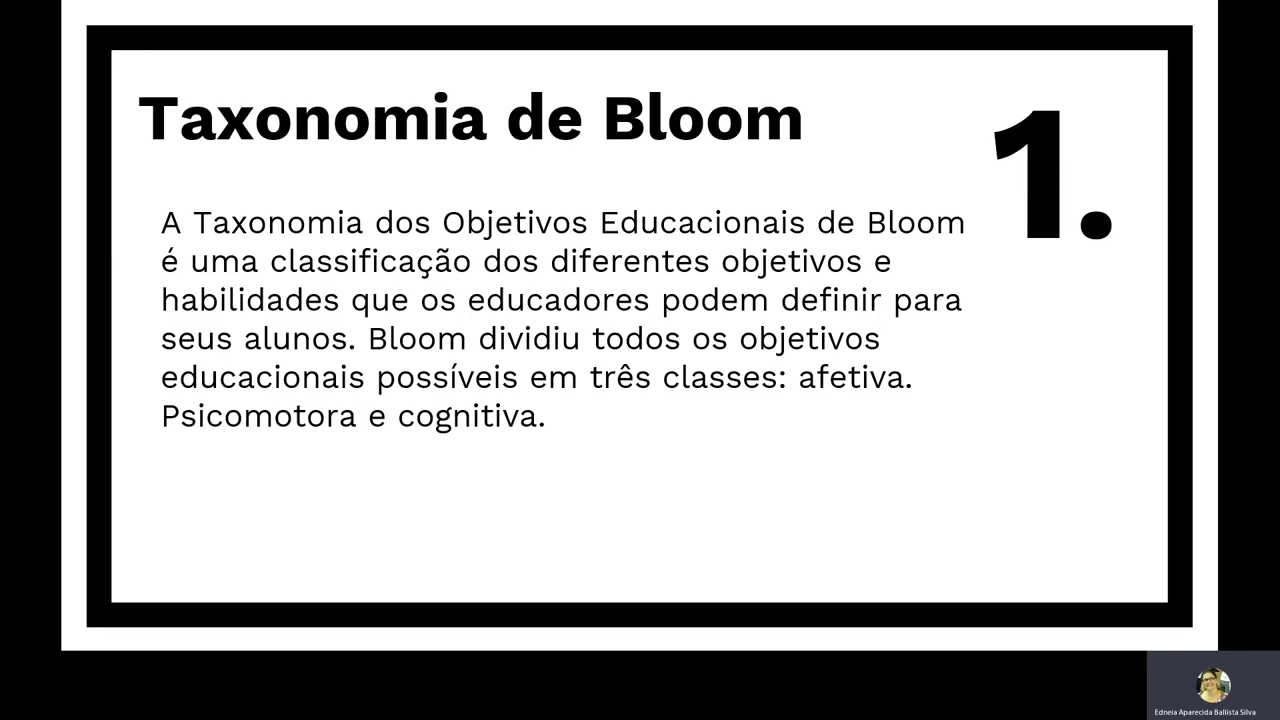 Taxonomia de Bloom
1.
A Taxonomia dos Objetivos Educacionais de Bloom
é uma classificação dos diferentes objetivos e
habilidades que os educadores podem definir para
seus alunos. Bloom dividiu todos os objetivos
educacionais possíveis em três classes: afetiva.
Psicomotora e cognitiva.
Edneia Aparecida Ballista Silva